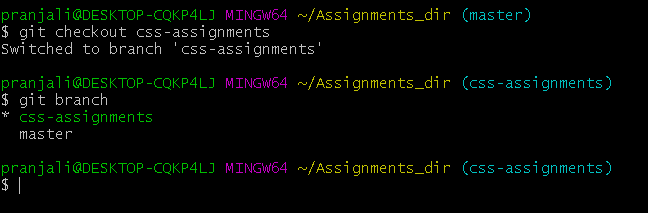 pranjali@DESKTOP-CQKP4LJ MINGW64 ~/Assignments_dir (master)
$ git checkout css-assignments
Switched to branch 'css-assignments'
pranjali@DESKTOP-CQKP4LJ MINGW64 ~/Assignments_dir (css-assignments)
$ git branch
* css-assignments
  master
pranjali@DESKTOP-CQKP4LJ MINGW64 ~/Assignments_dir (css-assignments)
$